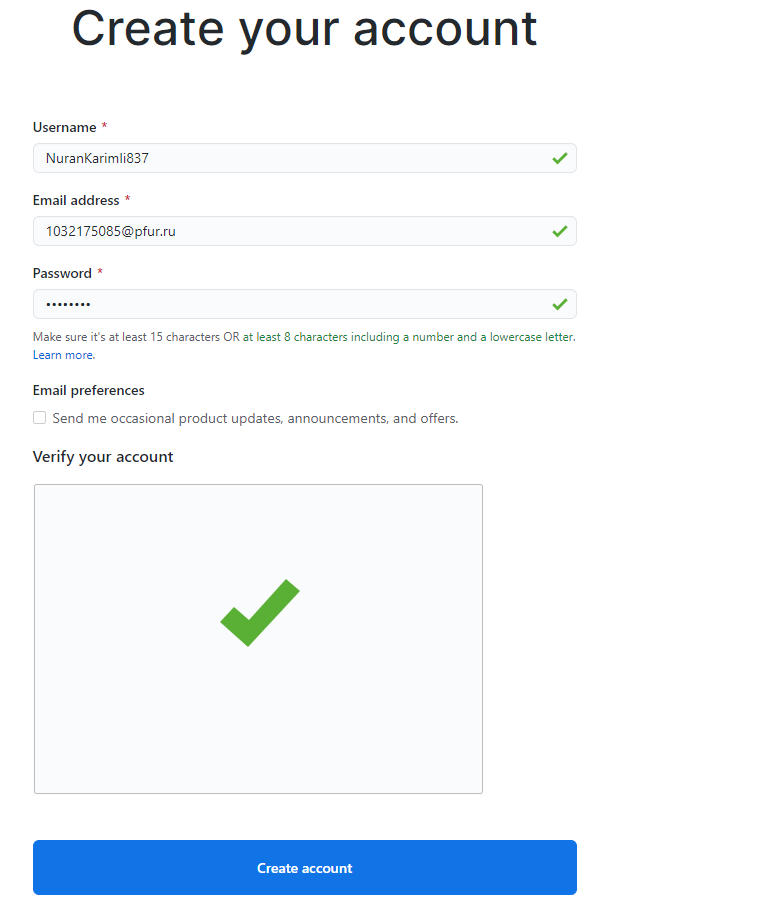 Create your account
Username *
NuranKarimli837
Email address *
1032175085@pfur.ru
Password *
••••••••
Make sure it's at least 15 characters OR at least 8 characters including a number and a lowercase letter.
Learn more.
Email preferences
Send me occasional product updates, announcements, and offers.
Verify your account
Create account